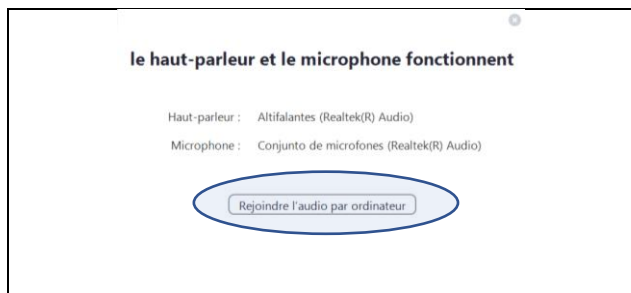 le haut-parleur et le microphone fonctionnent
Haut-parleur : Altifalantes (Realtek(R) Audio)
Microphone : Conjunto de microfones (Realtek(R) Audio)
Rejoindre l'audio par ordinateur